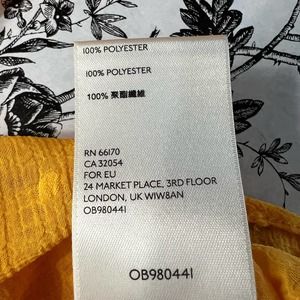 100% POLYESTER
100% POLYESTER
100% 聚酯纖維
RN 66170
CA 32054
FOR EU
24 MARKET PLACE, 3RD FLOOR
LONDON, UK W1W8AN
OB980441
OB980441